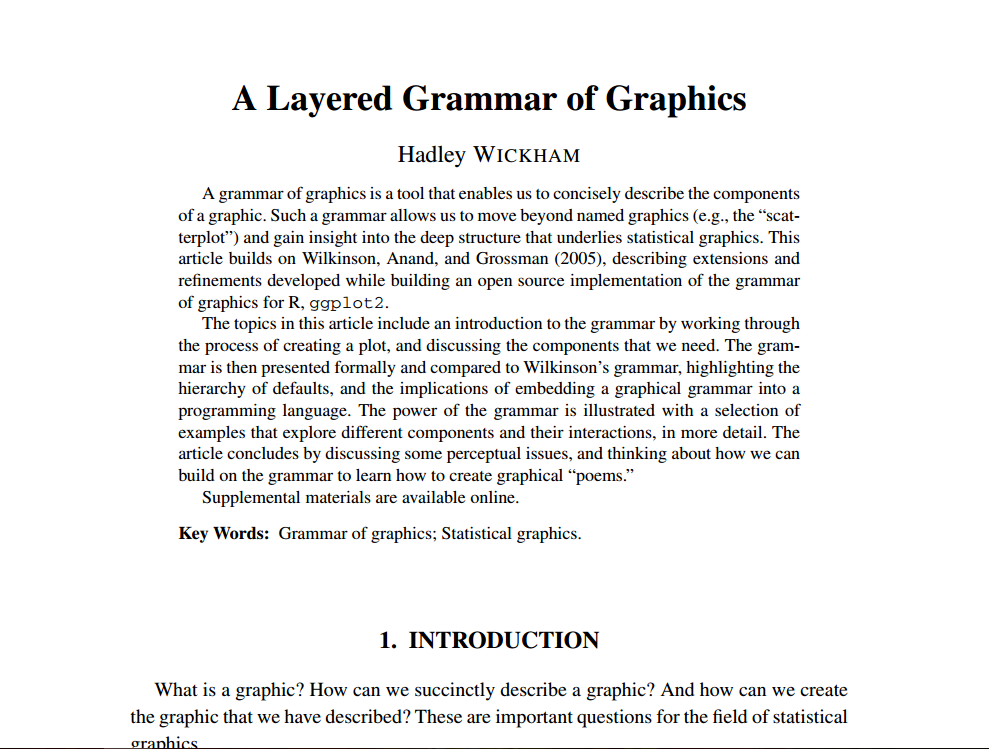 A Layered Grammar of Graphics
Hadley WICKHAM
A grammar of graphics is a tool that enables us to concisely describe the components
of a graphic. Such a grammar allows us to move beyond named graphics (e.g., the “scat-
terplot”) and gain insight into the deep structure that underlies statistical graphics. This
article builds on Wilkinson, Anand, and Grossman (2005), describing extensions and
refinements developed while building an open source implementation of the grammar
of graphics for R, ggplot2.
The topics in this article include an introduction to the grammar by working through
the process of creating a plot, and discussing the components that we need. The gram-
mar is then presented formally and compared to Wilkinson’s grammar, highlighting the
hierarchy of defaults, and the implications of embedding a graphical grammar into a
programming language. The power of the grammar is illustrated with a selection of
examples that explore different components and their interactions, in more detail. The
article concludes by discussing some perceptual issues, and thinking about how we can
build on the grammar to learn how to create graphical “poems.”
Supplemental materials are available online.
Key Words: Grammar of graphics; Statistical graphics.
1. INTRODUCTION
What is a graphic? How can we succinctly describe a graphic? And how can we create
the graphic that we have described? These are important questions for the field of statistical
graphics.